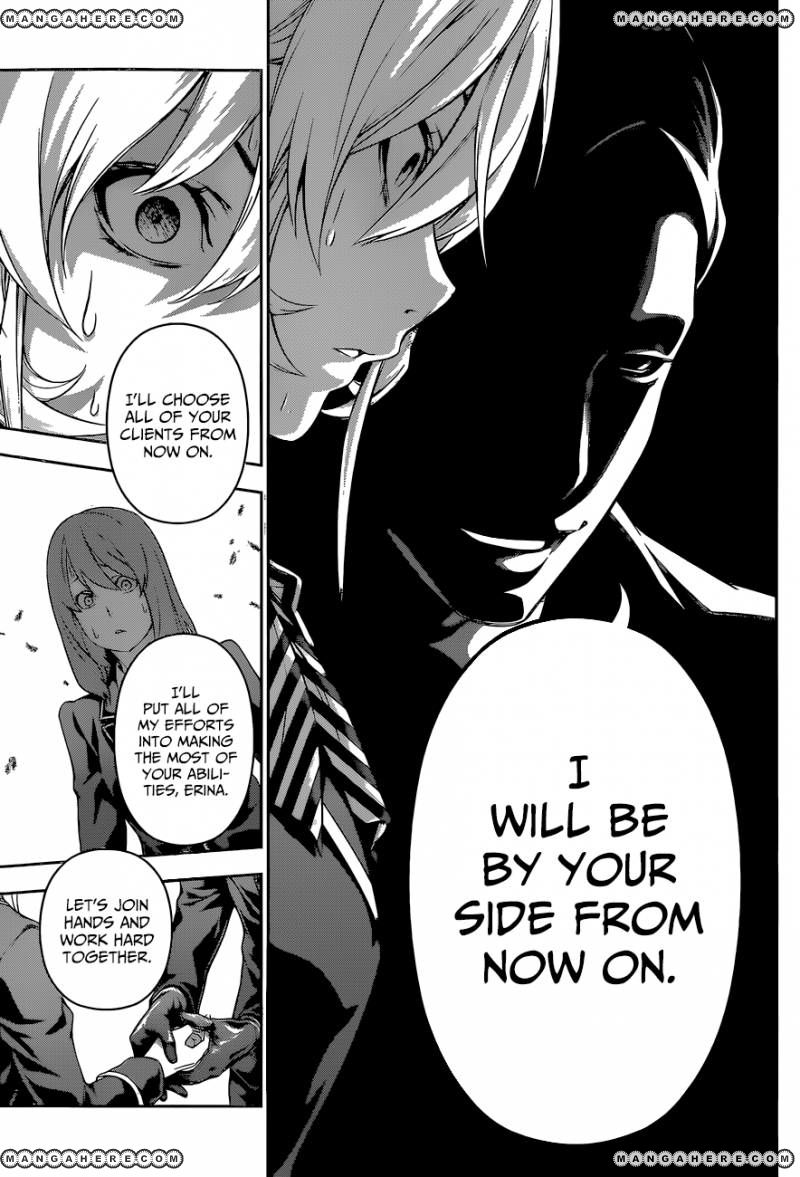 MANGAHERE.COM
MANGAHERE.COM
I
WILL BE
BY YOUR
SIDE FROM
NOW ON.
I'LL CHOOSE
ALL OF YOUR
CLIENTS FROM
NOW ON.
I'LL
PUT ALL OF
MY EFFORTS
INTO MAKING
THE MOST OF
YOUR ABILI-
TIES, ERINA.
LET'S JOIN
HANDS AND
WORK HARD
TOGETHER.
MANGAHERE.COM
MANGAHERE.COM